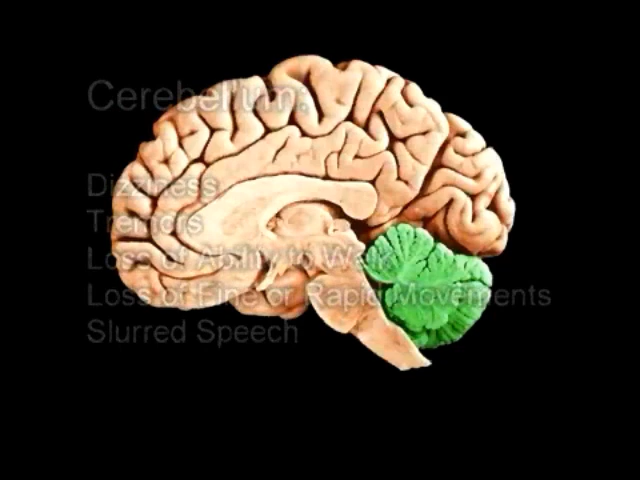 Cerebellum:
Dizziness
Tremors
Loss of Ability to Walk
Loss of Fine or Rapid Movements
Slurred Speech